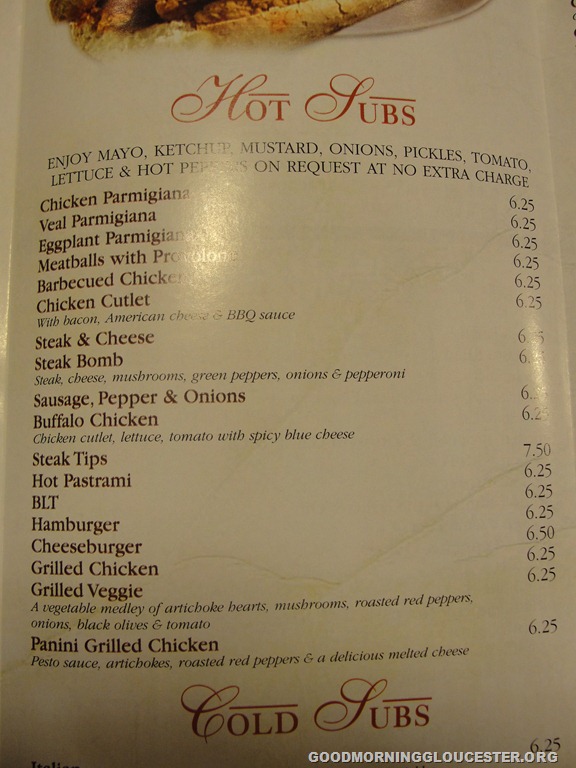 HOT SUBS
ENJOY MAYO, KETCHUP, MUSTARD, ONIONS, PICKLES, TOMATO,
LETTUCE & HOT PEPPERS ON REQUEST AT NO EXTRA CHARGE
Chicken Parmigiana 6.25
Veal Parmigiana 6.25
Eggplant Parmigiana 6.25
Meatballs with Provolone 6.25
Barbecued Chicken 6.25
Chicken Cutlet 6.25
With bacon, American cheese & BBQ sauce
Steak & Cheese
Steak Bomb
Steak, cheese, mushrooms, green peppers, onions & pepperoni
Sausage, Pepper & Onions
Buffalo Chicken 6.25
Chicken cutlet, lettuce, tomato with spicy blue cheese
Steak Tips 7.50
Hot Pastrami 6.25
BLT 6.25
Hamburger 6.25
Cheeseburger 6.50
Grilled Chicken 6.25
Grilled Veggie 6.25
A vegetable medley of artichoke hearts, mushrooms, roasted red peppers,
onions, black olives & tomato
Panini Grilled Chicken 6.25
Pesto sauce, artichokes, roasted red peppers & a delicious melted cheese
COLD SUBS
Italian 6.25
GOODMORNINGGLOUCESTER.ORG